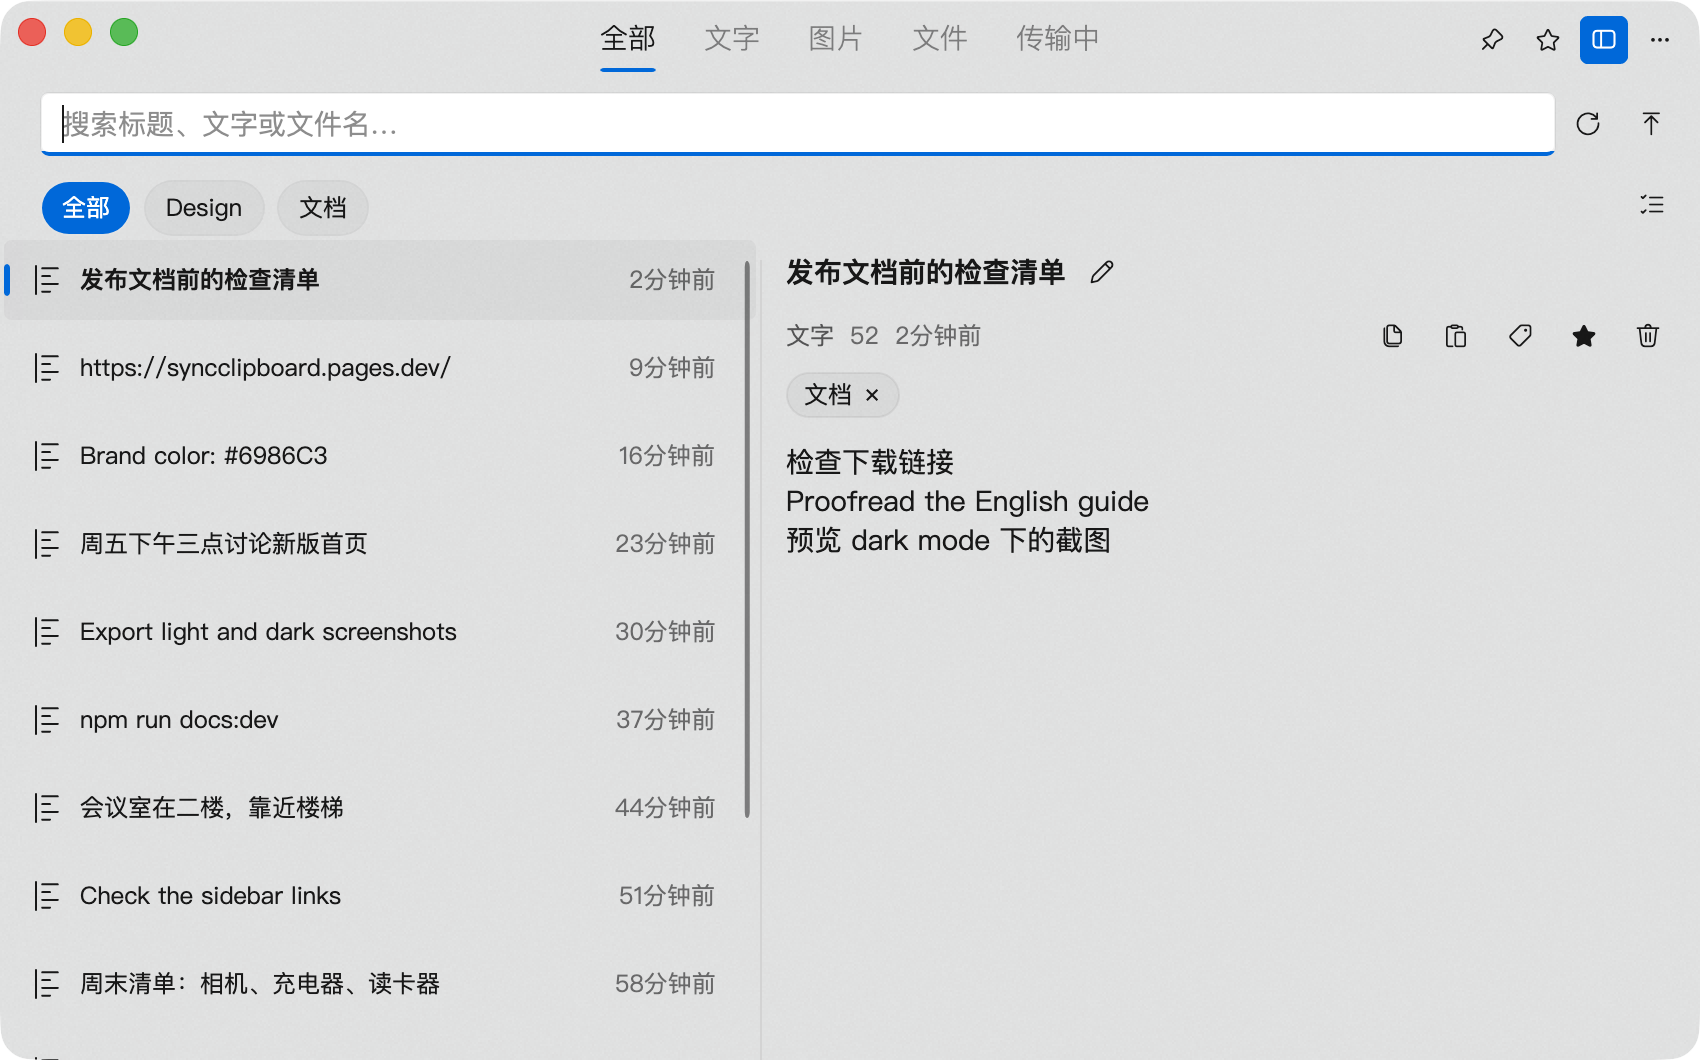 全部 文字 图片 文件 传输中
搜索标题、文字或文件名...
全部 Design 文档
发布文档前的检查清单 2分钟前
https://syncclipboard.pages.dev/ 9分钟前
Brand color: #6986C3 16分钟前
周五下午三点讨论新版首页 23分钟前
Export light and dark screenshots 30分钟前
npm run docs:dev 37分钟前
会议室在二楼，靠近楼梯 44分钟前
Check the sidebar links 51分钟前
周末清单：相机、充电器、读卡器 58分钟前
发布文档前的检查清单
文字 52 2分钟前
文档 ×
检查下载链接
Proofread the English guide
预览 dark mode 下的截图